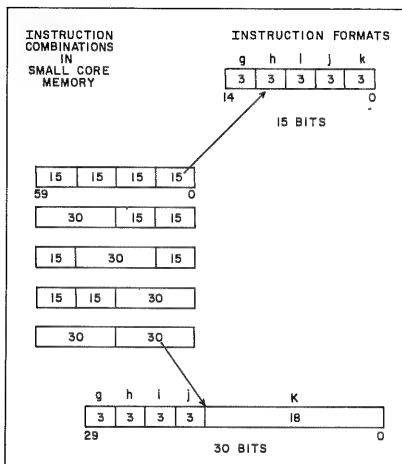 INSTRUCTION
COMBINATIONS
IN
SMALL CORE
MEMORY
INSTRUCTION FORMATS
g h i j k
3 3 3 3 3
14 0
15 BITS
15 15 15 15
59 0
30 15 15
15 30 15
15 15 30
30 30
g h i j K
3 3 3 3 18
29 0
30 BITS